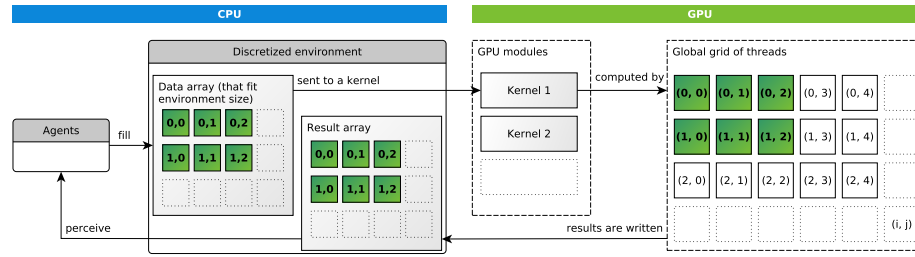 CPU
GPU
Discretized environment
GPU modules
Global grid of threads
Data array (that fit
environment size)
sent to a kernel
Kernel 1
computed by
(0, 0) (0, 1) (0, 2) (0, 3) (0, 4)
0,0 0,1 0,2
Result array
Kernel 2
Agents
fill
(1, 0) (1, 1) (1, 2) (1, 3) (1, 4)
1,0 1,1 1,2
0,0 0,1 0,2
(2, 0) (2, 1) (2, 2) (2, 3) (2, 4)
1,0 1,1 1,2
perceive
results are written
(i, j)